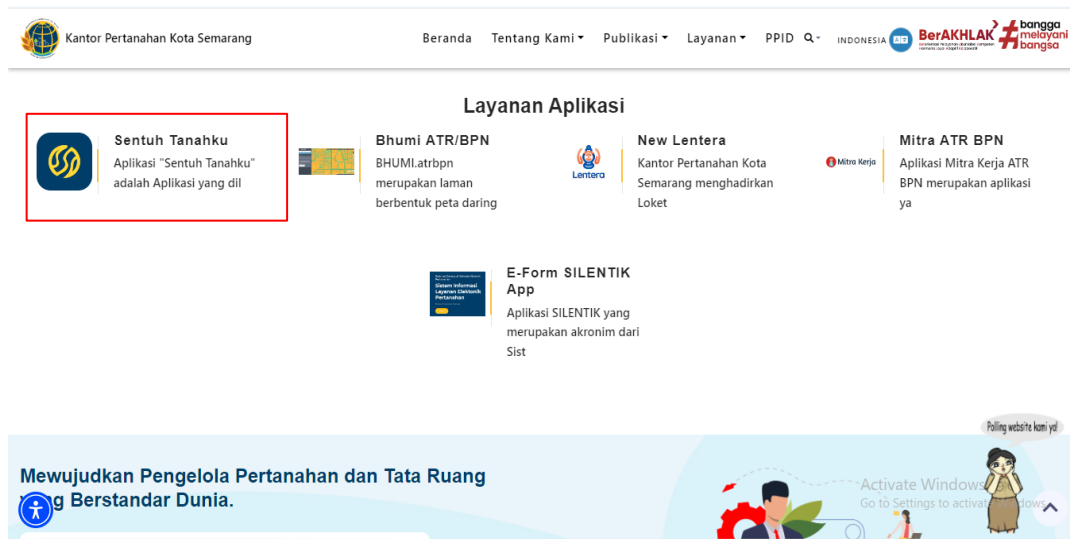 Kantor Pertanahan Kota Semarang
Beranda Tentang Kami Publikasi Layanan PPID INDONESIA
BerAKHLAK
#bangga
melayani
bangsa
Layanan Aplikasi
Sentuh Tanahku
Aplikasi "Sentuh Tanahku"
adalah Aplikasi yang dil
Bhumi ATR/BPN
BHUMI.atrbpn
merupakan laman
berbentuk peta daring
Lentera
New Lentera
Kantor Pertanahan Kota
Semarang menghadirkan
Loket
Mitra Kerja
Mitra ATR BPN
Aplikasi Mitra Kerja ATR
BPN merupakan aplikasi
ya
Sistem Informasi
Layanan Elektronik
Pertanahan
E-Form SILENTIK
App
Aplikasi SILENTIK yang
merupakan akronim dari
Sist
Polling website kami ya!
Mewujudkan Pengelola Pertanahan dan Tata Ruang
Berstandar Dunia.
Activate Windows
Go to Settings to activate